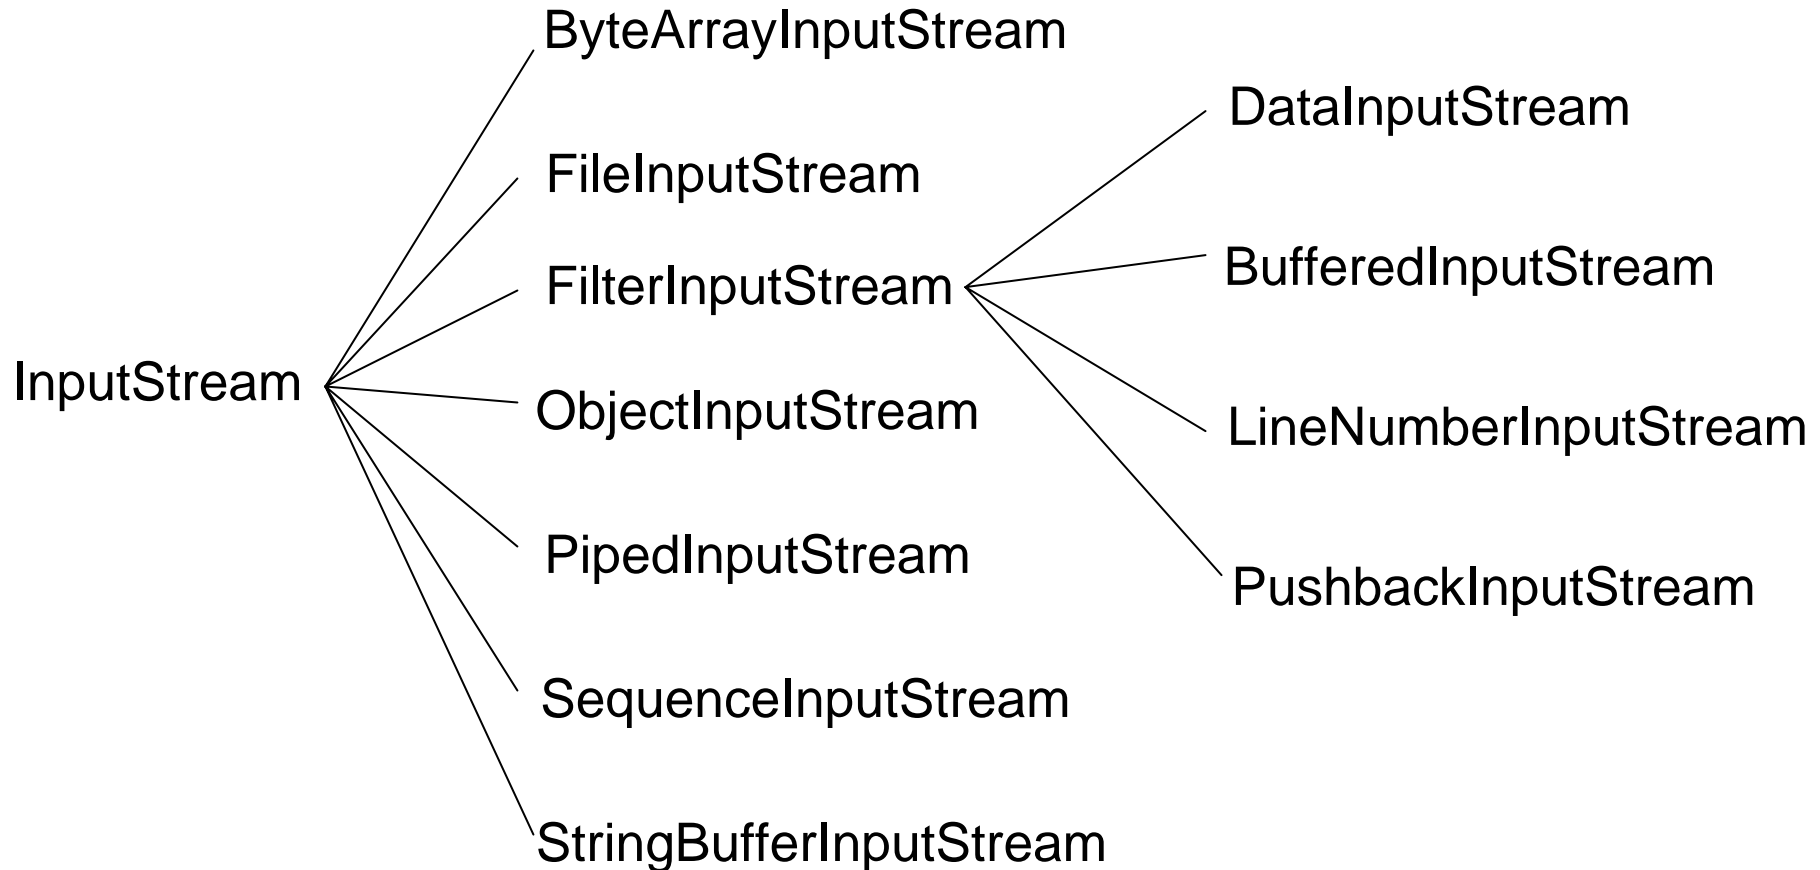 InputStream
ByteArrayInputStream
FileInputStream
FilterInputStream
ObjectInputStream
PipedInputStream
SequenceInputStream
StringBufferInputStream
DataInputStream
BufferedInputStream
LineNumberInputStream
PushbackInputStream